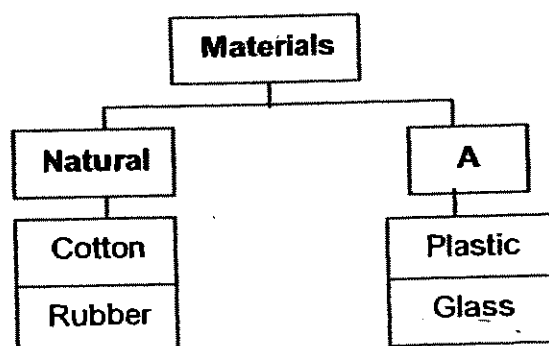 Materials
Natural
A
Cotton
Plastic
Rubber
Glass